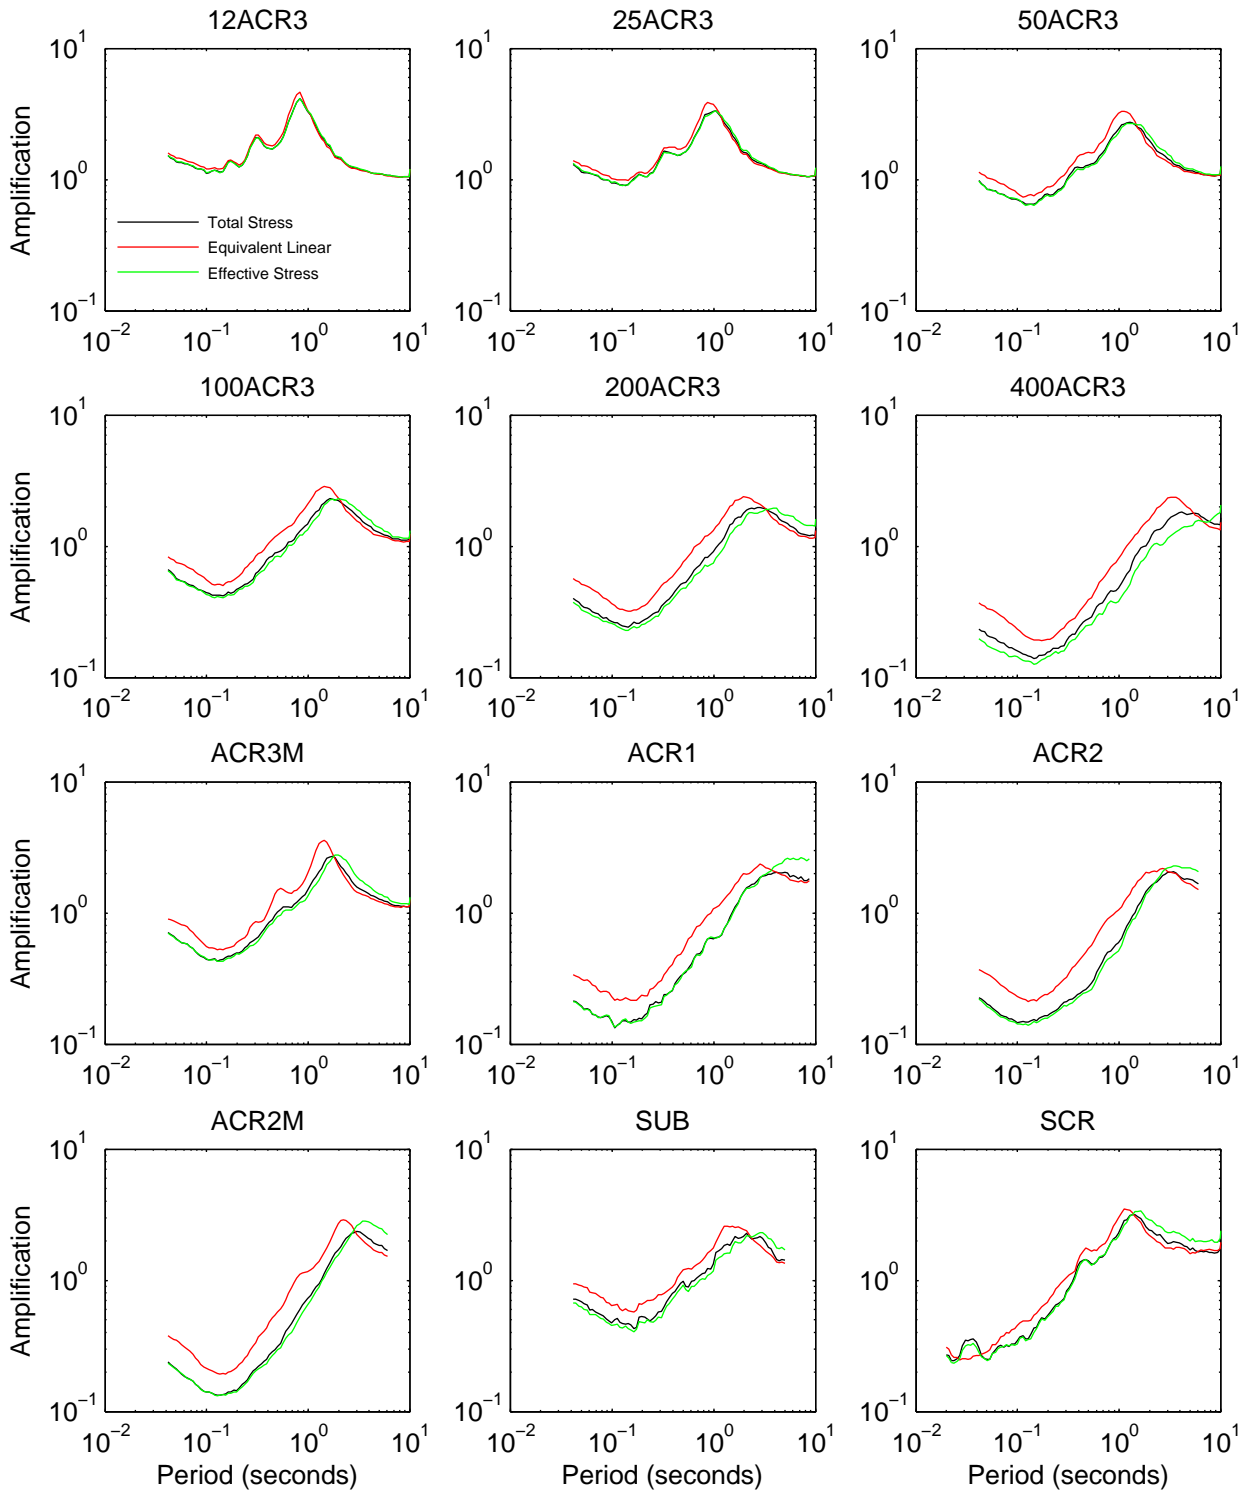 12ACR3 25ACR3 50ACR3
Amplification
10^1 10^1 10^1
10^0 10^0 10^0
Total Stress
Equivalent Linear
Effective Stress
10^−1 10^−1 10^−1
10^−2 10^−1 10^0 10^1 10^−2 10^−1 10^0 10^1 10^−2 10^−1 10^0 10^1
100ACR3 200ACR3 400ACR3
Amplification
10^1 10^1 10^1
10^0 10^0 10^0
10^−1 10^−1 10^−1
10^−2 10^−1 10^0 10^1 10^−2 10^−1 10^0 10^1 10^−2 10^−1 10^0 10^1
ACR3M ACR1 ACR2
Amplification
10^1 10^1 10^1
10^0 10^0 10^0
10^−1 10^−1 10^−1
10^−2 10^−1 10^0 10^1 10^−2 10^−1 10^0 10^1 10^−2 10^−1 10^0 10^1
ACR2M SUB SCR
Amplification
10^1 10^1 10^1
10^0 10^0 10^0
10^−1 10^−1 10^−1
10^−2 10^−1 10^0 10^1 10^−2 10^−1 10^0 10^1 10^−2 10^−1 10^0 10^1
Period (seconds) Period (seconds) Period (seconds)